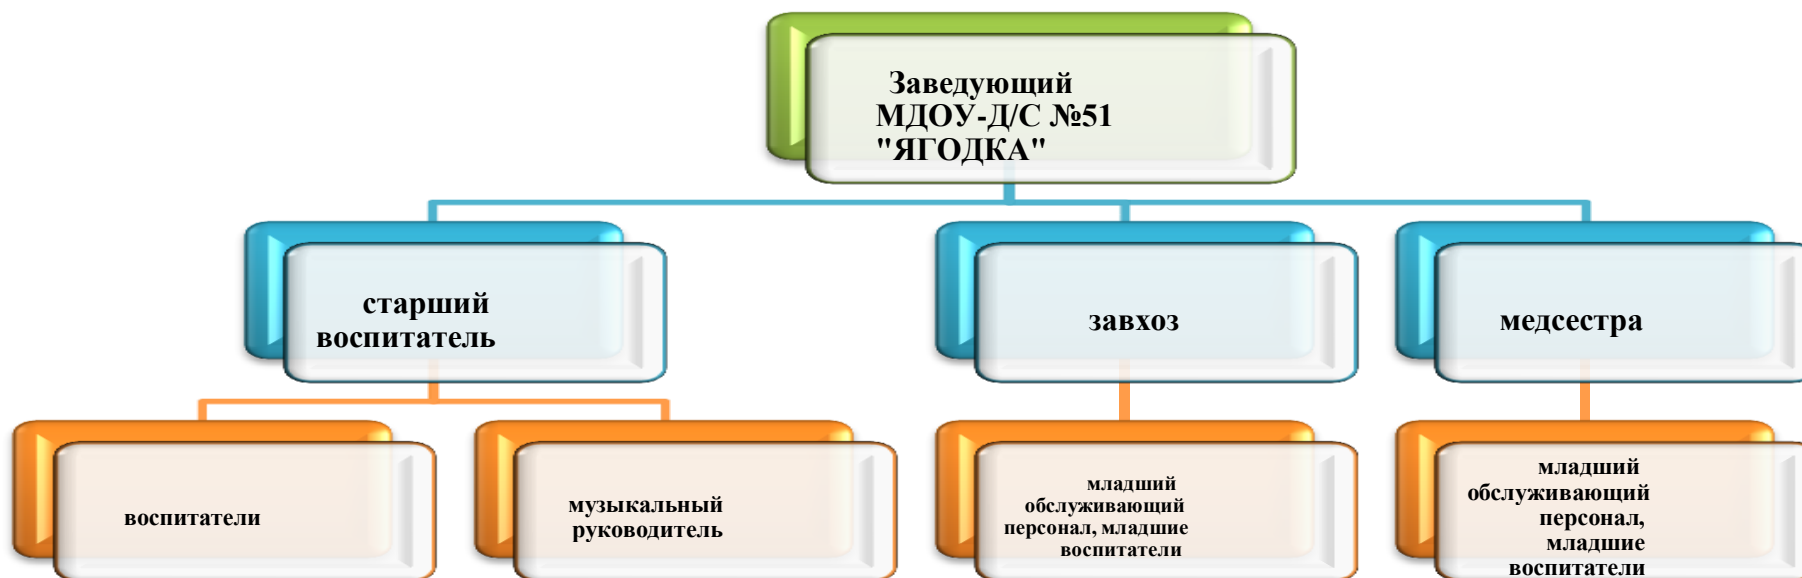 Заведующий
МДОУ-Д/С №51
"ЯГОДКА"
старший
воспитатель
завхоз
медсестра
воспитатели
музыкальный
руководитель
младший
обслуживающий
персонал, младшие
воспитатели
младший
обслуживающий
персонал,
младшие
воспитатели